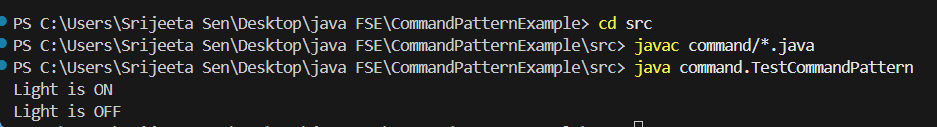 PS C:\Users\Srijeeta Sen\Desktop\java FSE\CommandPatternExample> cd src
PS C:\Users\Srijeeta Sen\Desktop\java FSE\CommandPatternExample\src> javac command/*.java
PS C:\Users\Srijeeta Sen\Desktop\java FSE\CommandPatternExample\src> java command.TestCommandPattern
Light is ON
Light is OFF